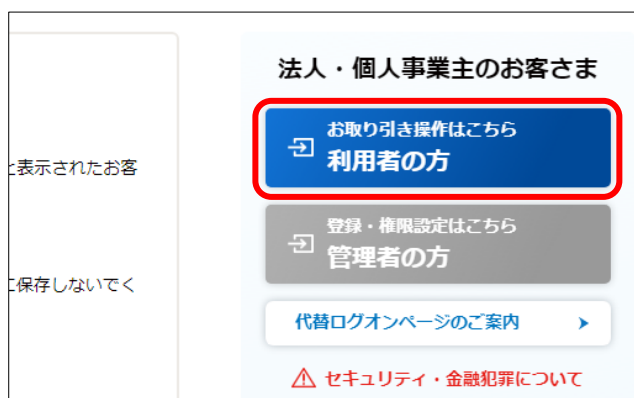 法人・個人事業主のお客さま
お取り引き操作はこちら
利用者の方
と表示されたお客
登録・権限設定はこちら
管理者の方
に保存しないでく
代替ログオンページのご案内
セキュリティ・金融犯罪について